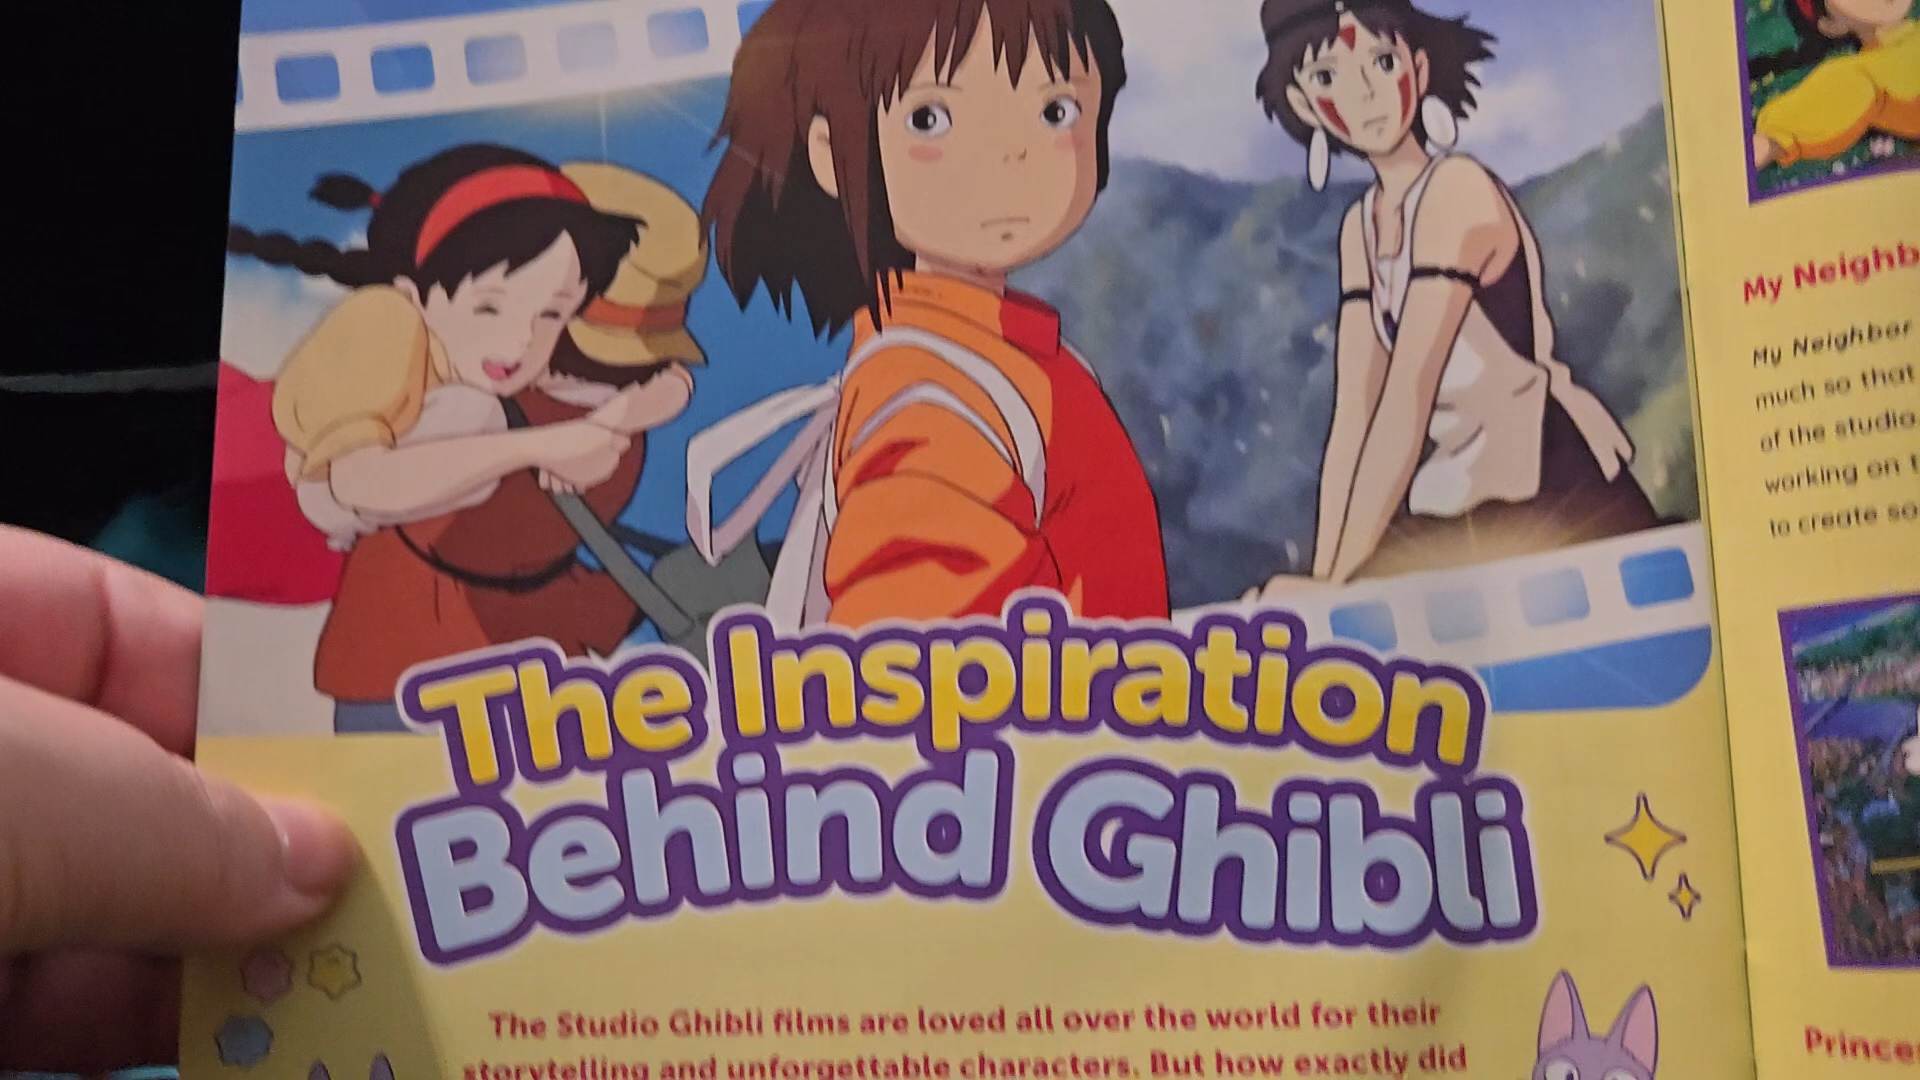 The Inspiration
Behind Ghibli
The Studio Ghibli films are loved all over the world for their
storytelling and unforgettable characters. But how exactly did
My Neighb
My Neighbor
much so that
of the studio
working on t
to create so
Prince